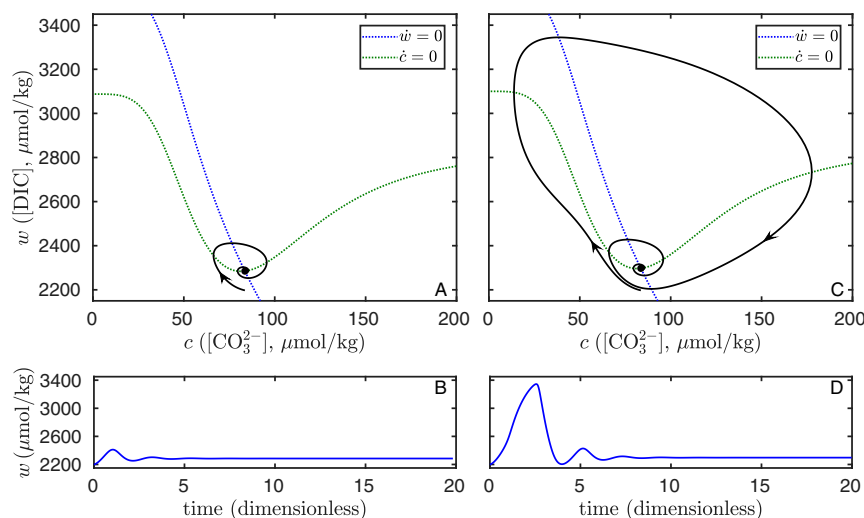 3400
3200
3000
2800
2600
2400
2200
w ([DIC], μmol/kg)
ẇ = 0
ċ = 0
A
0 50 100 150 200
c ([CO₃²⁻], μmol/kg)
ẇ = 0
ċ = 0
C
0 50 100 150 200
c ([CO₃²⁻], μmol/kg)
3400
3000
2600
2200
w (μmol/kg)
B
0 5 10 15 20
time (dimensionless)
D
0 5 10 15 20
time (dimensionless)